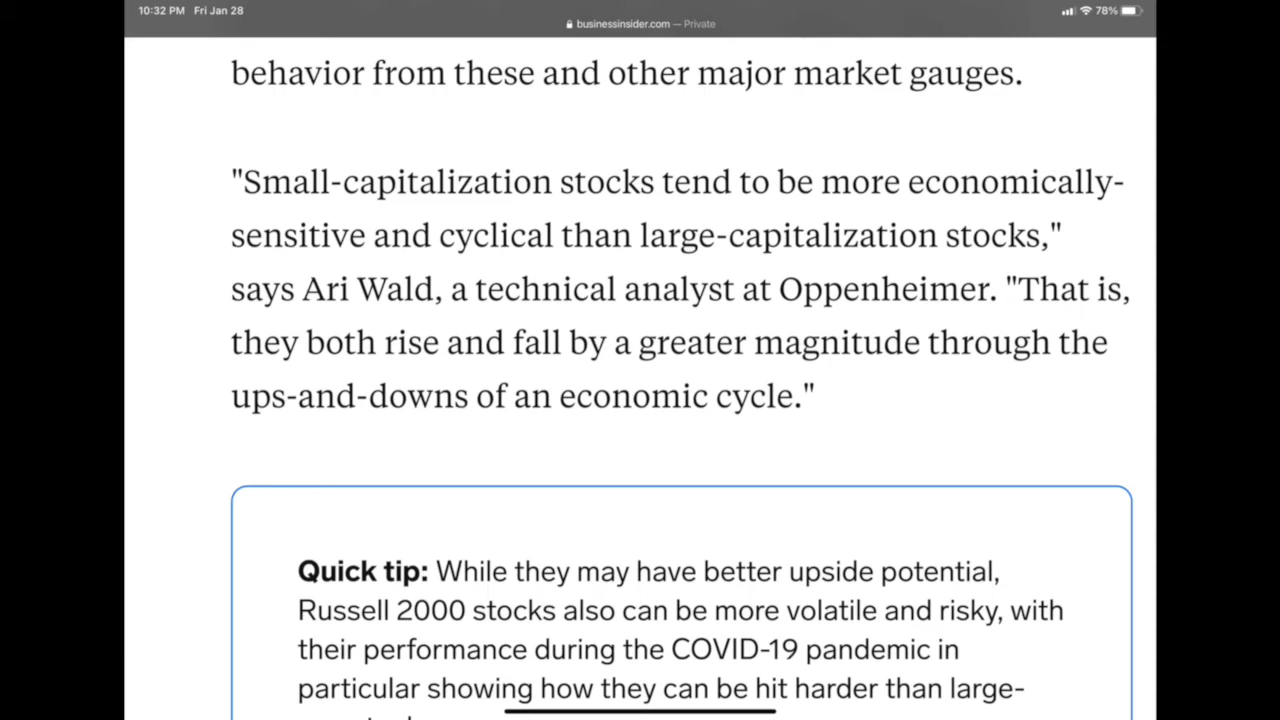 10:32 PM Fri Jan 28
78%
businessinsider.com — Private
behavior from these and other major market gauges.
"Small-capitalization stocks tend to be more economically-
sensitive and cyclical than large-capitalization stocks,"
says Ari Wald, a technical analyst at Oppenheimer. "That is,
they both rise and fall by a greater magnitude through the
ups-and-downs of an economic cycle."
Quick tip: While they may have better upside potential,
Russell 2000 stocks also can be more volatile and risky, with
their performance during the COVID-19 pandemic in
particular showing how they can be hit harder than large-